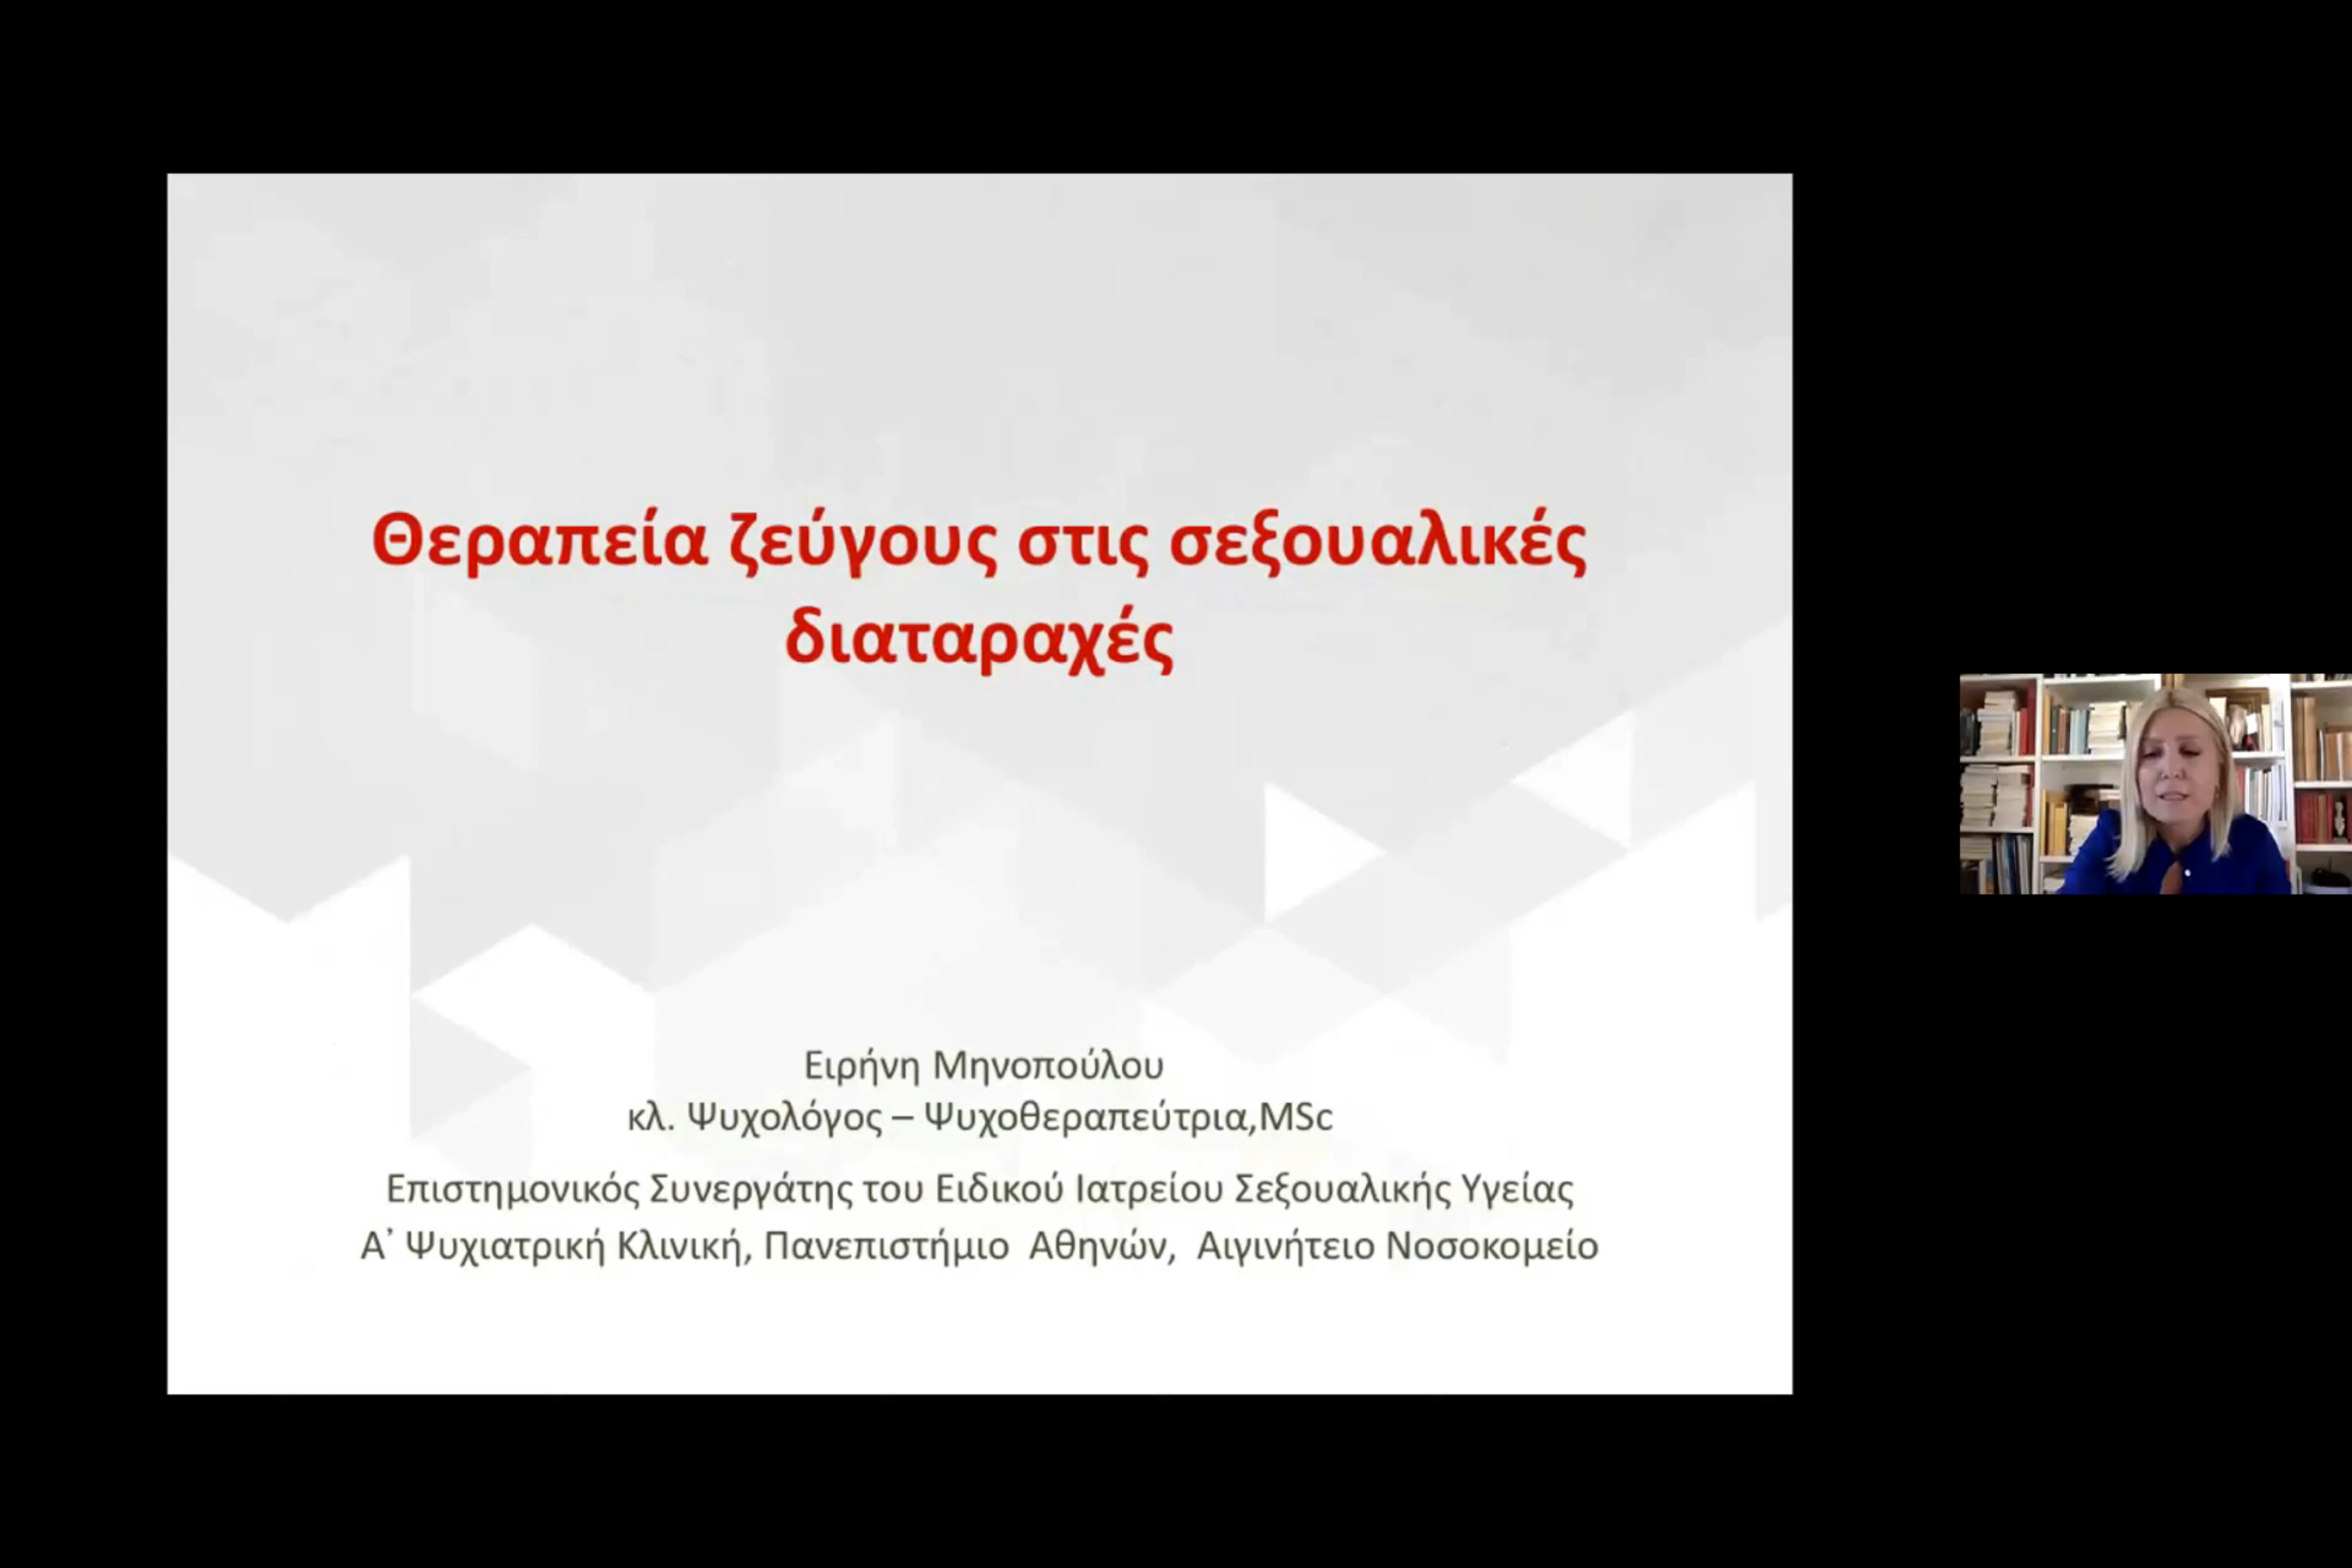 Θεραπεία ζεύγους στις σεξουαλικές
διαταραχές
Ειρήνη Μηνοπούλου
κλ. Ψυχολόγος – Ψυχοθεραπεύτρια,MSc
Επιστημονικός Συνεργάτης του Ειδικού Ιατρείου Σεξουαλικής Υγείας
Α᾽ Ψυχιατρική Κλινική, Πανεπιστήμιο Αθηνών, Αιγινήτειο Νοσοκομείο